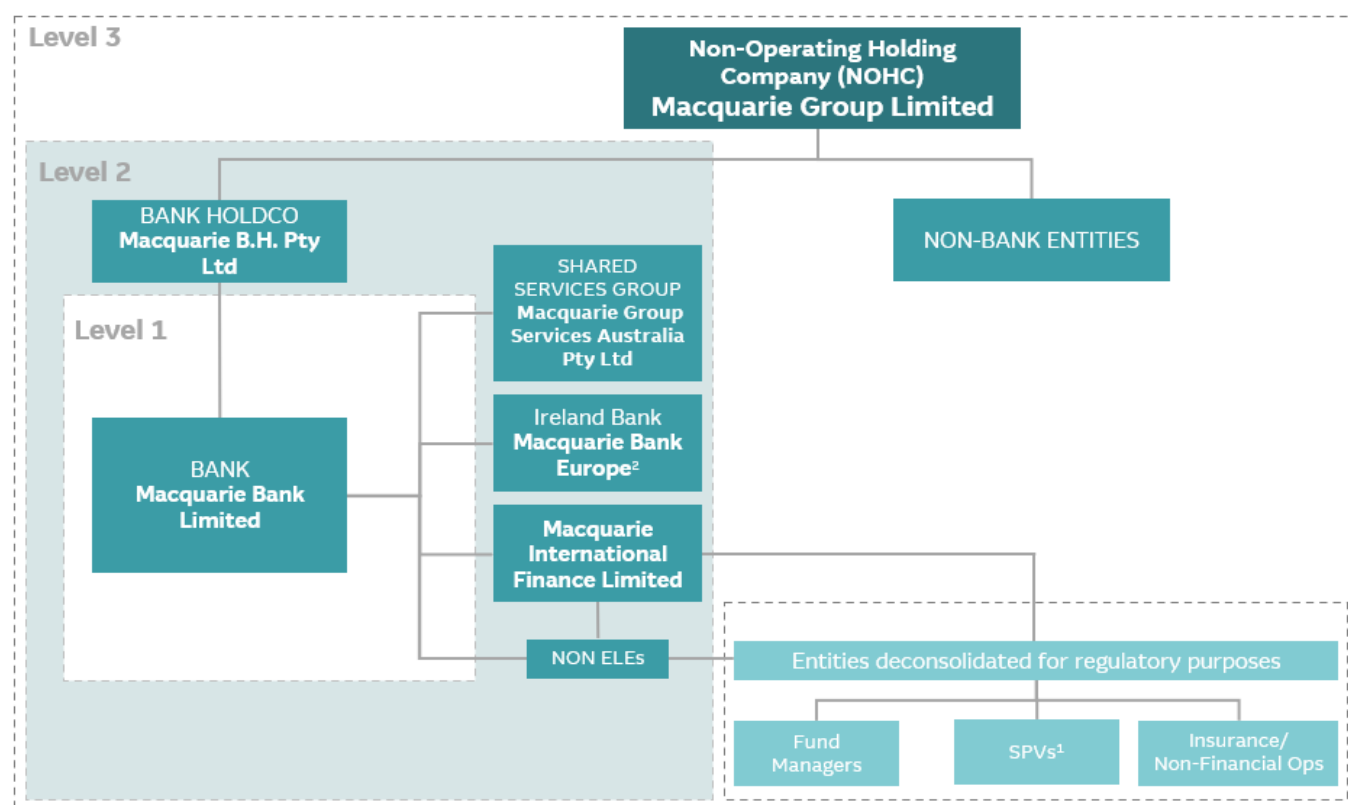 Level 3
Non-Operating Holding
Company (NOHC)
Macquarie Group Limited
Level 2
BANK HOLDCO
Macquarie B.H. Pty
Ltd
NON-BANK ENTITIES
SHARED
SERVICES GROUP
Macquarie Group
Services Australia
Pty Ltd
Level 1
Ireland Bank
Macquarie Bank
Europe²
BANK
Macquarie Bank
Limited
Macquarie
International
Finance Limited
NON ELEs
Entities deconsolidated for regulatory purposes
Fund
Managers
SPVs¹
Insurance/
Non-Financial Ops